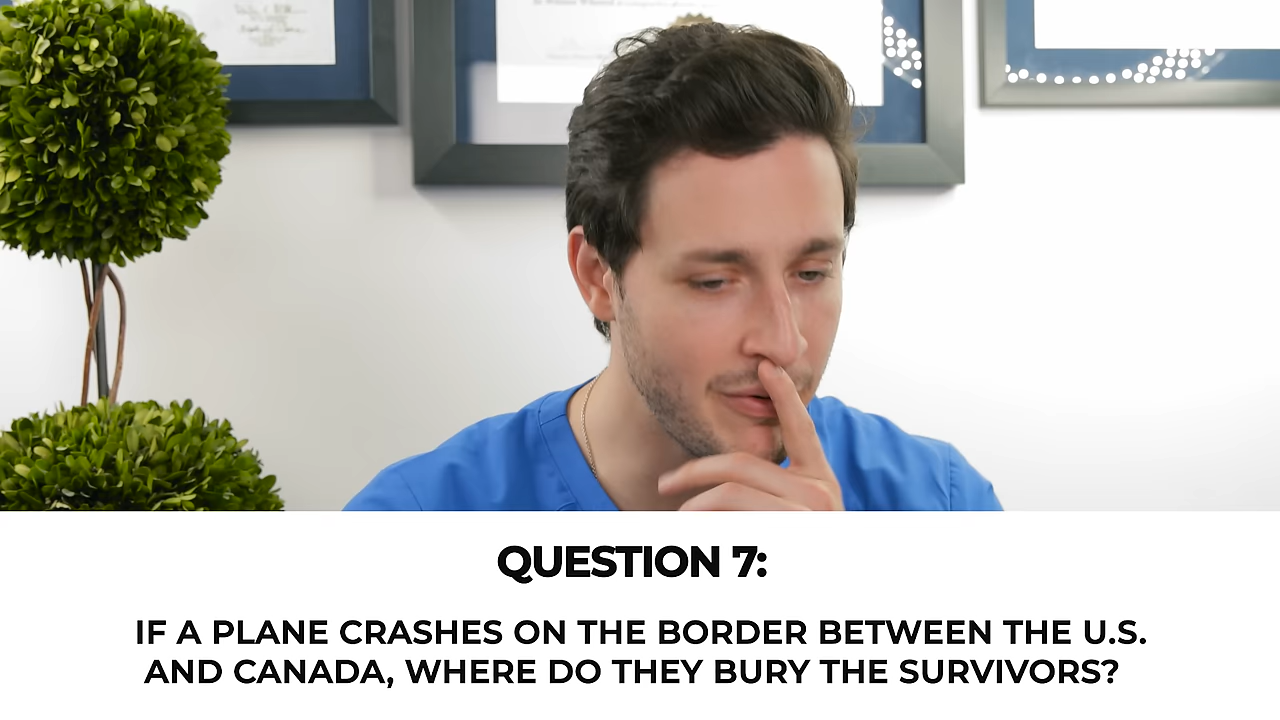 QUESTION 7:
IF A PLANE CRASHES ON THE BORDER BETWEEN THE U.S.
AND CANADA, WHERE DO THEY BURY THE SURVIVORS?